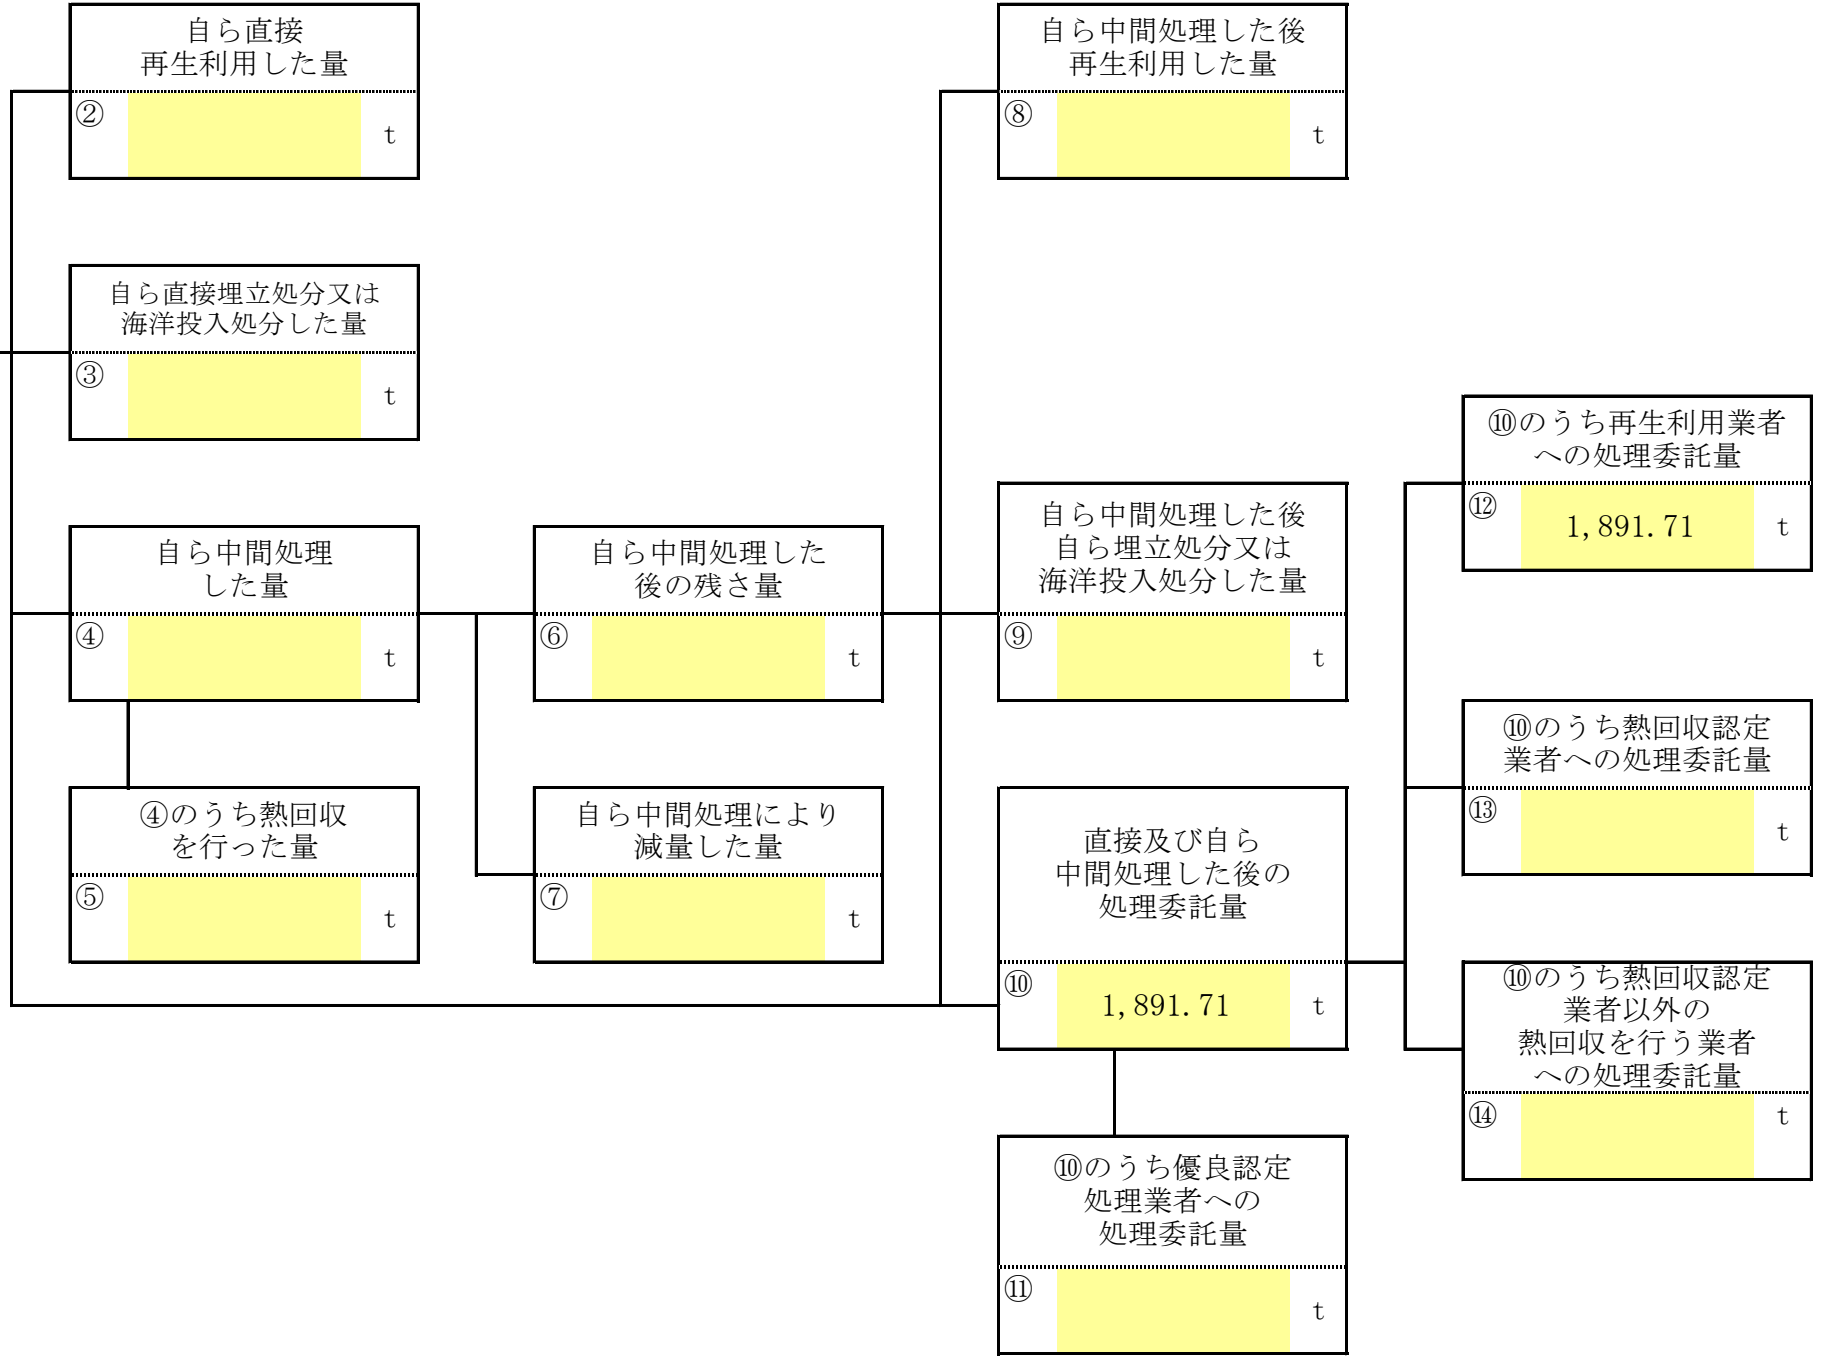 自ら直接
再生利用した量
②
t
自ら中間処理した後
再生利用した量
⑧
t
自ら直接埋立処分又は
海洋投入処分した量
③
t
⑩のうち再生利用業者
への処理委託量
⑫
1,891.71
t
自ら中間処理
した量
④
t
自ら中間処理した
後の残さ量
⑥
t
自ら中間処理した後
自ら埋立処分又は
海洋投入処分した量
⑨
t
⑩のうち熱回収認定
業者への処理委託量
⑬
t
④のうち熱回収
を行った量
⑤
t
自ら中間処理により
減量した量
⑦
t
直接及び自ら
中間処理した後の
処理委託量
⑩
1,891.71
t
⑩のうち熱回収認定
業者以外の
熱回収を行う業者
への処理委託量
⑭
t
⑩のうち優良認定
処理業者への
処理委託量
⑪
t